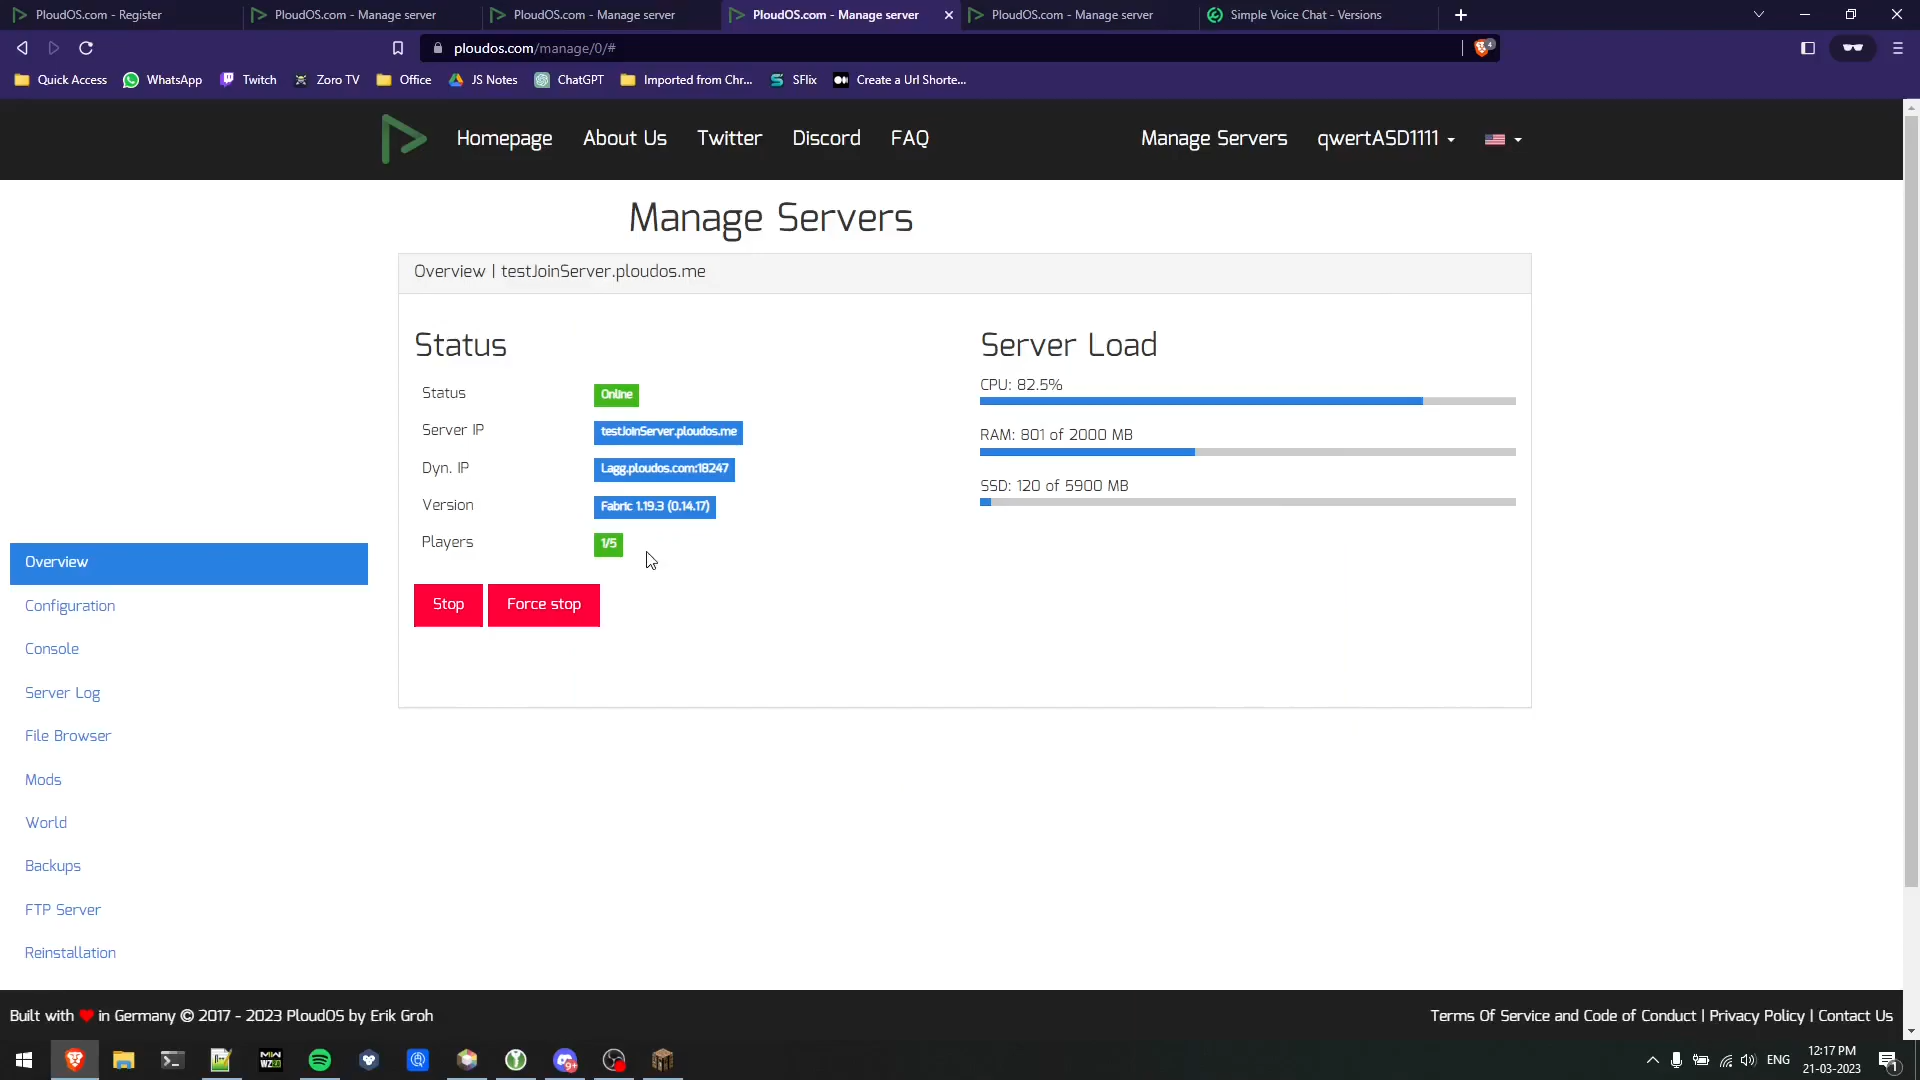 PloudOS.com - Register
PloudOS.com - Manage server
PloudOS.com - Manage server
PloudOS.com - Manage server
PloudOS.com - Manage server
Simple Voice Chat - Versions
ploudos.com/manage/0/#
4
Quick Access
WhatsApp
Twitch
Zoro TV
Office
JS Notes
ChatGPT
Imported from Chr...
SFlix
Create a Url Shorte...
Homepage
About Us
Twitter
Discord
FAQ
Manage Servers
qwertASD1111
Manage Servers
Overview | testJoinServer.ploudos.me
Status
Status
Online
Server IP
testJoinServer.ploudos.me
Dyn. IP
Lagg.ploudos.com:18247
Version
Fabric 1.19.3 (0.14.17)
Players
1/5
Stop
Force stop
Server Load
CPU: 82.5%
RAM: 801 of 2000 MB
SSD: 120 of 5900 MB
Overview
Configuration
Console
Server Log
File Browser
Mods
World
Backups
FTP Server
Reinstallation
Built with ❤ in Germany © 2017 - 2023 PloudOS by Erik Groh
Terms Of Service and Code of Conduct | Privacy Policy | Contact Us
MW
WZ2
9+
ENG
12:17 PM
21-03-2023
1